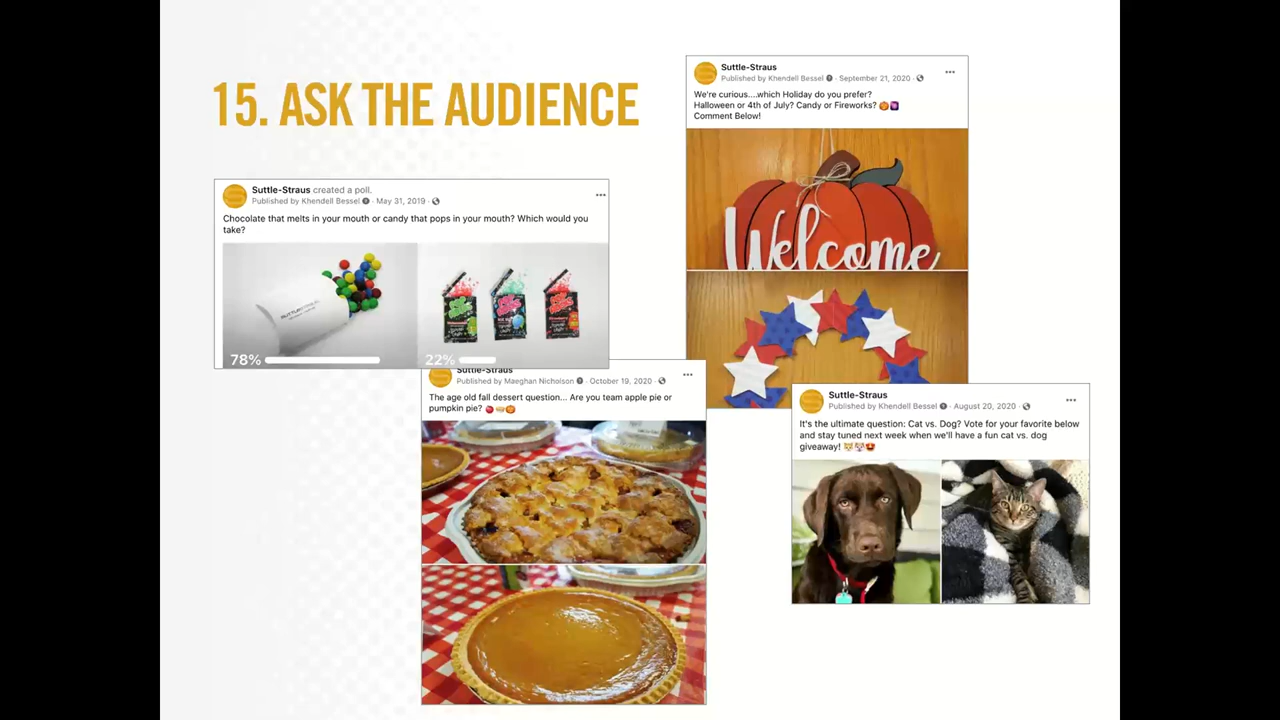 15. ASK THE AUDIENCE
Suttle-Straus created a poll.
Published by Khendell Bessel · May 31, 2019 ·
Chocolate that melts in your mouth or candy that pops in your mouth? Which would you
take?
78%
22%
Suttle-Straus
Published by Khendell Bessel · September 21, 2020 ·
We're curious....which Holiday do you prefer?
Halloween or 4th of July? Candy or Fireworks? 🎃🎆
Comment Below!
Welcome
Suttle-Straus
Published by Maeghan Nicholson · October 19, 2020 ·
The age old fall dessert question... Are you team apple pie or
pumpkin pie? 🍎🥧🎃
Suttle-Straus
Published by Khendell Bessel · August 20, 2020 ·
It's the ultimate question: Cat vs. Dog? Vote for your favorite below
and stay tuned next week when we'll have a fun cat vs. dog
giveaway!